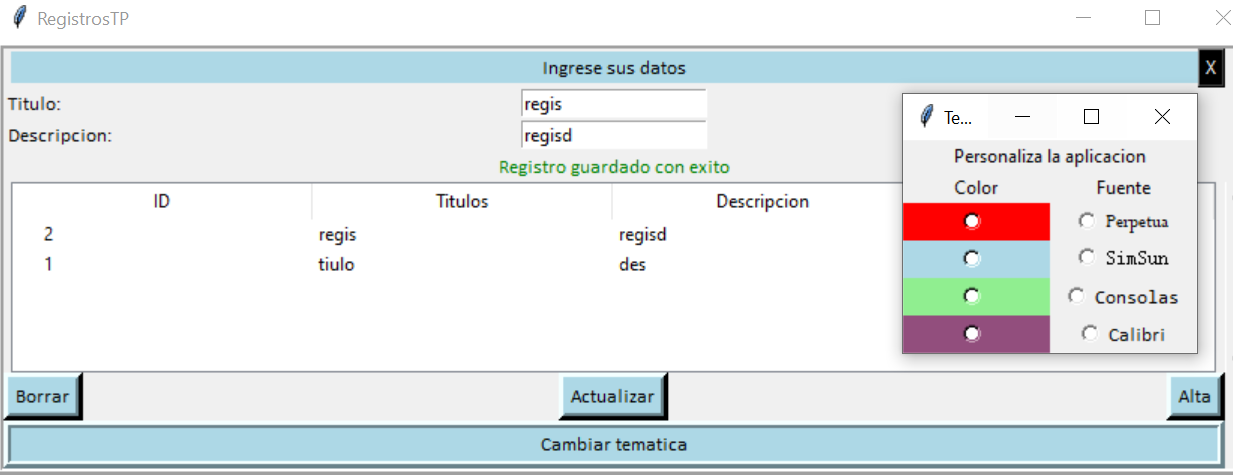 RegistrosTP
Ingrese sus datos X
Titulo: regis
Descripcion: regisd
Registro guardado con exito
ID Titulos Descripcion
2 regis regisd
1 tiulo des
Borrar Actualizar Alta
Cambiar tematica
Te...
Personaliza la aplicacion
Color Fuente
Perpetua
SimSun
Consolas
Calibri